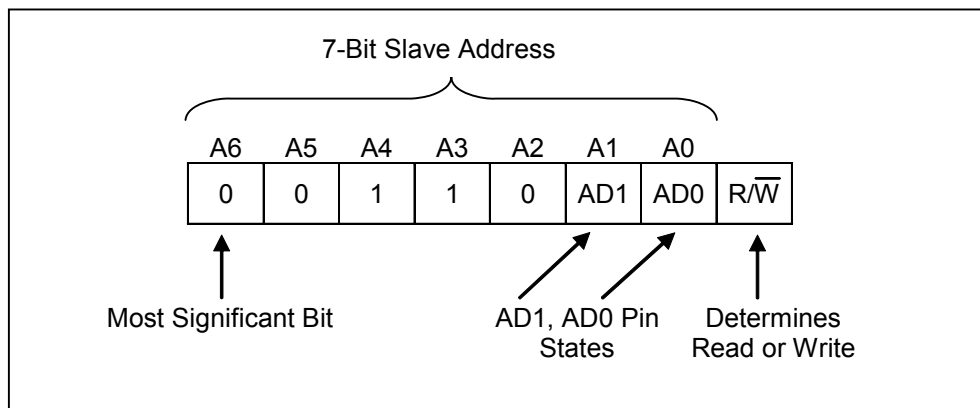 7-Bit Slave Address
A6 A5 A4 A3 A2 A1 A0
0 0 1 1 0 AD1 AD0 R/W̅
Most Significant Bit
AD1, AD0 Pin
States
Determines
Read or Write